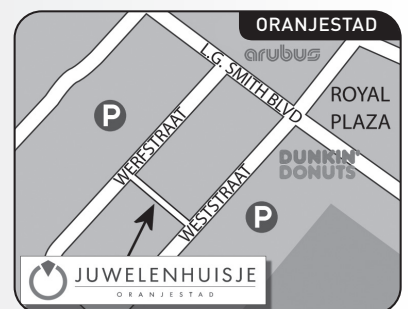 ORANJESTAD
arubus
L.G. SMITH BLVD
ROYAL
PLAZA
P
WERFSTRAAT
DUNKIN'
DONUTS
WESTSTRAAT
P
JUWELENHUISJE
ORANJESTAD